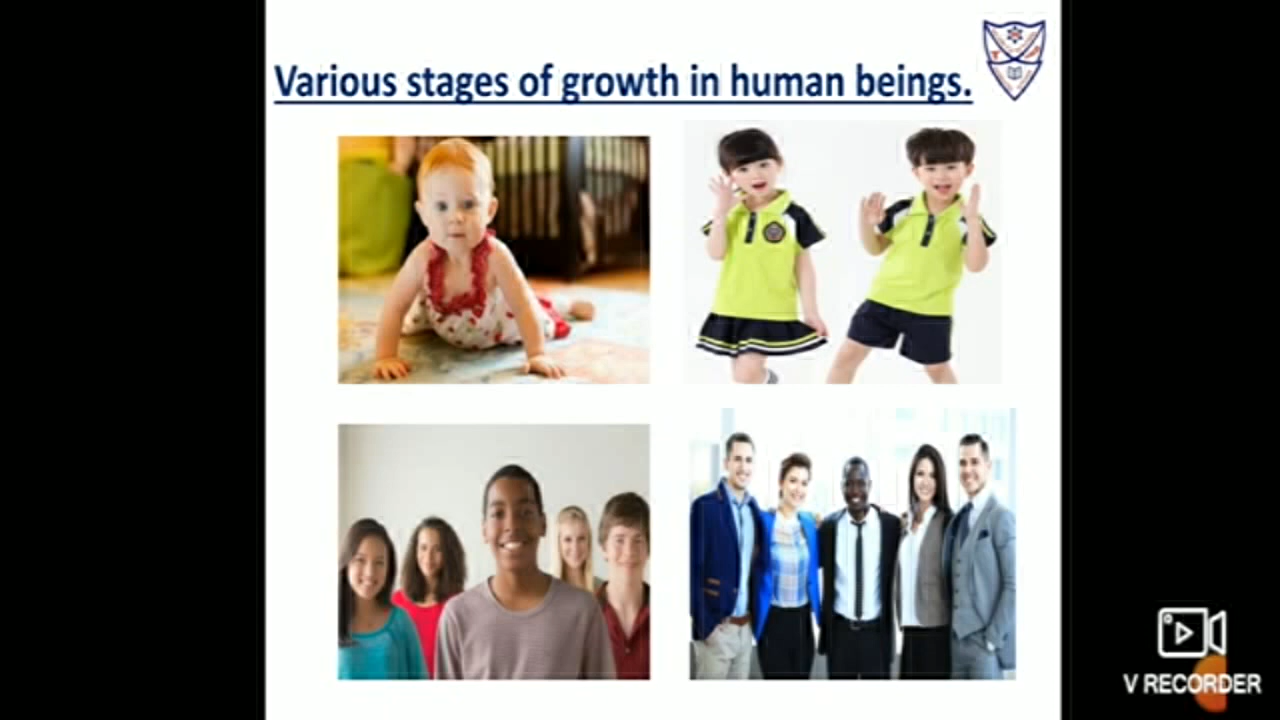 Various stages of growth in human beings.
V RECORDER